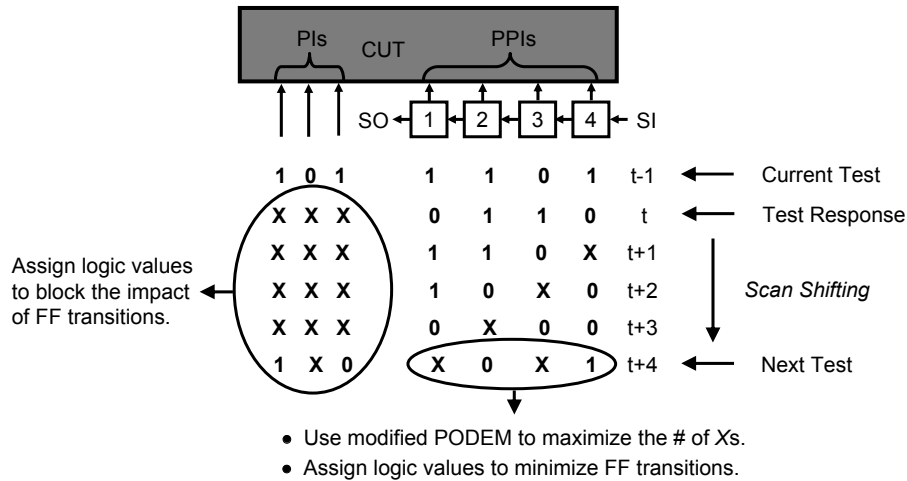 PIs CUT PPIs
SO 1 2 3 4 SI
1 0 1 1 1 0 1 t-1 Current Test
X X X 0 1 1 0 t Test Response
X X X 1 1 0 X t+1
Assign logic values
to block the impact
of FF transitions.
X X X 1 0 X 0 t+2 Scan Shifting
X X X 0 X 0 0 t+3
1 X 0 X 0 X 1 t+4 Next Test
• Use modified PODEM to maximize the # of Xs.
• Assign logic values to minimize FF transitions.